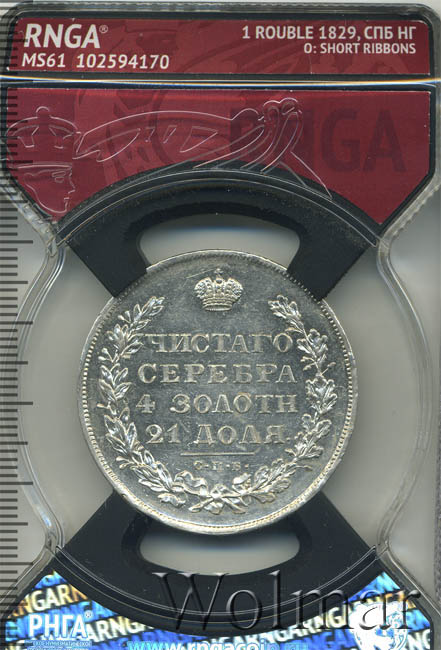 RNGA®
1 ROUBLE 1829, СПБ НГ
MS61 102594170
O: SHORT RIBBONS
RNGA
ЧИСТАГО
СЕРЕБРА
4 ЗОЛОТН
21 ДОЛЯ
С·П·Б·
Wolmar
РНГА
www.rngacoin